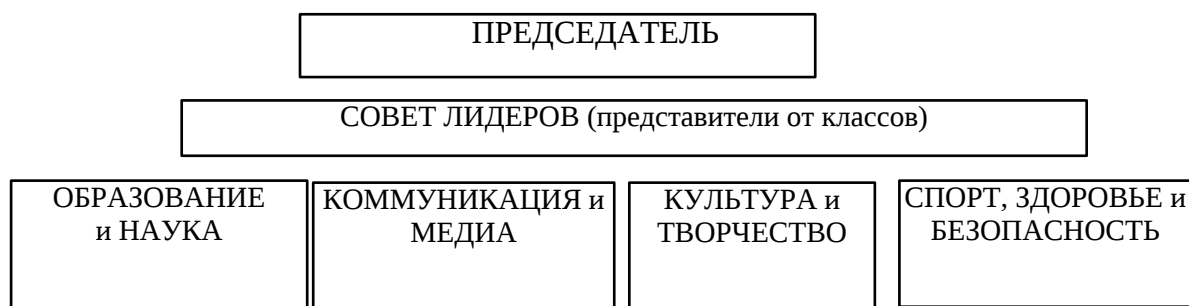 ПРЕДСЕДАТЕЛЬ
СОВЕТ ЛИДЕРОВ (представители от классов)
ОБРАЗОВАНИЕ
и НАУКА
КОММУНИКАЦИЯ и
МЕДИА
КУЛЬТУРА и
ТВОРЧЕСТВО
СПОРТ, ЗДОРОВЬЕ и
БЕЗОПАСНОСТЬ